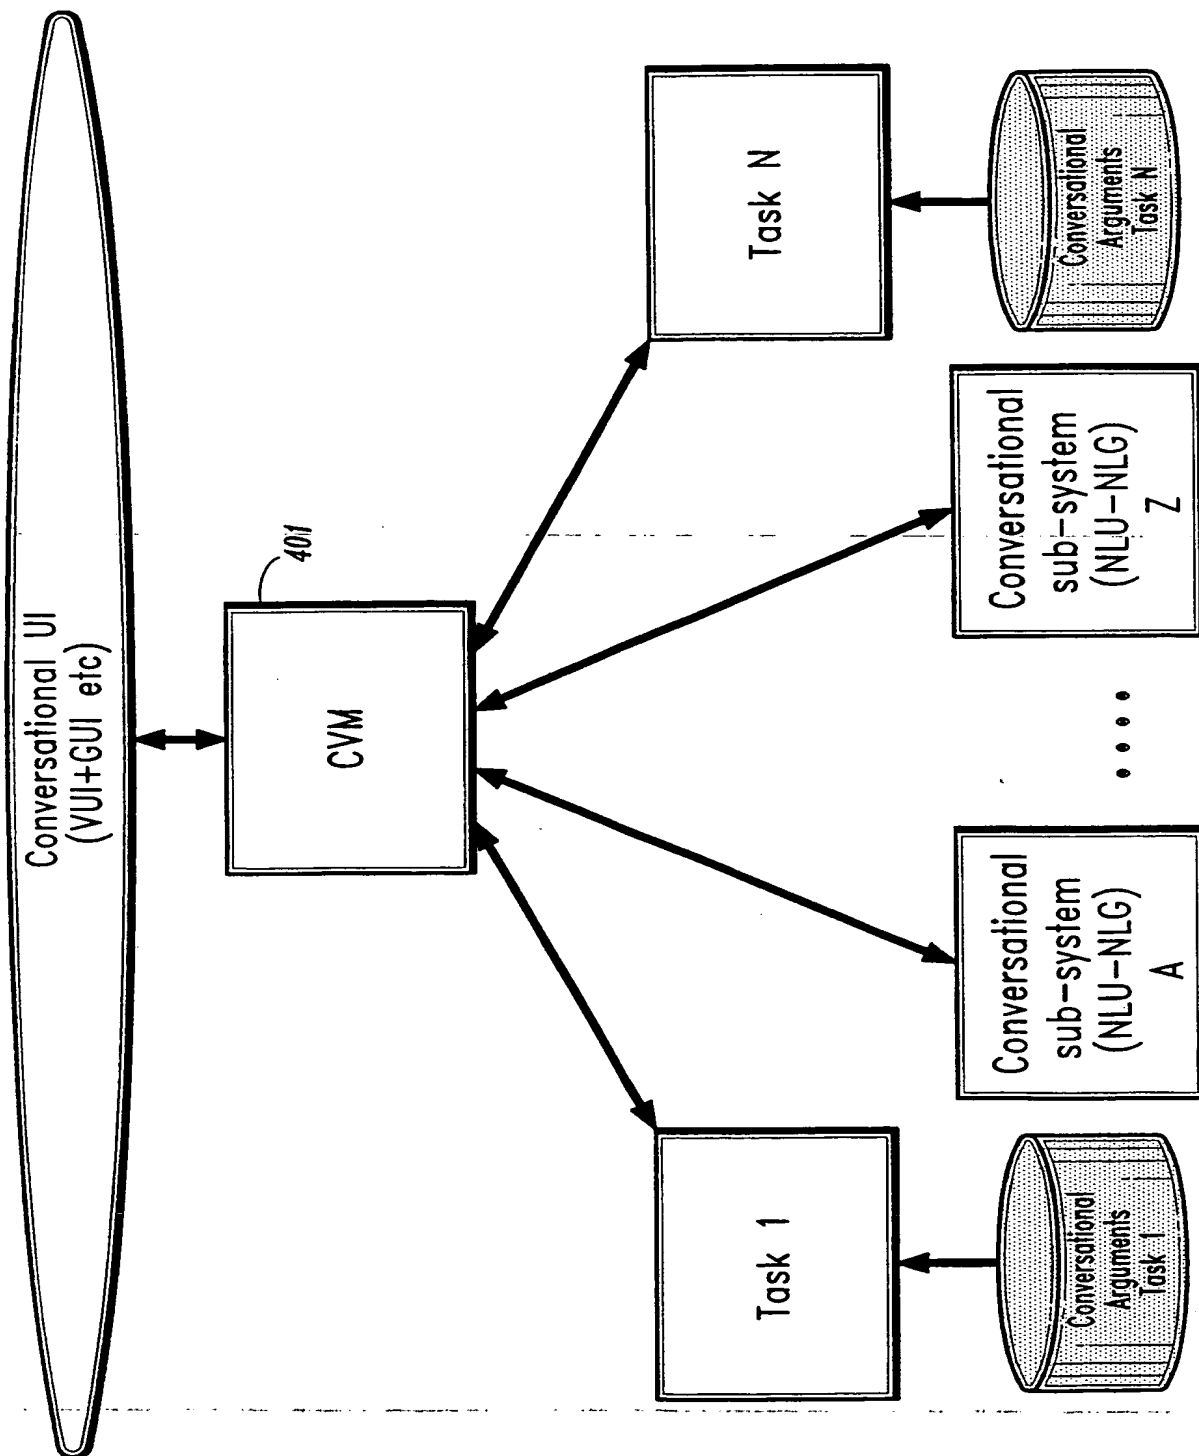 Conversational UI
(VUI+GUI etc)
CVM
401
Task 1
Task N
Conversational
Arguments
Task 1
Conversational
sub-system
(NLU-NLG)
A
Conversational
sub-system
(NLU-NLG)
Z
Conversational
Arguments
Task N